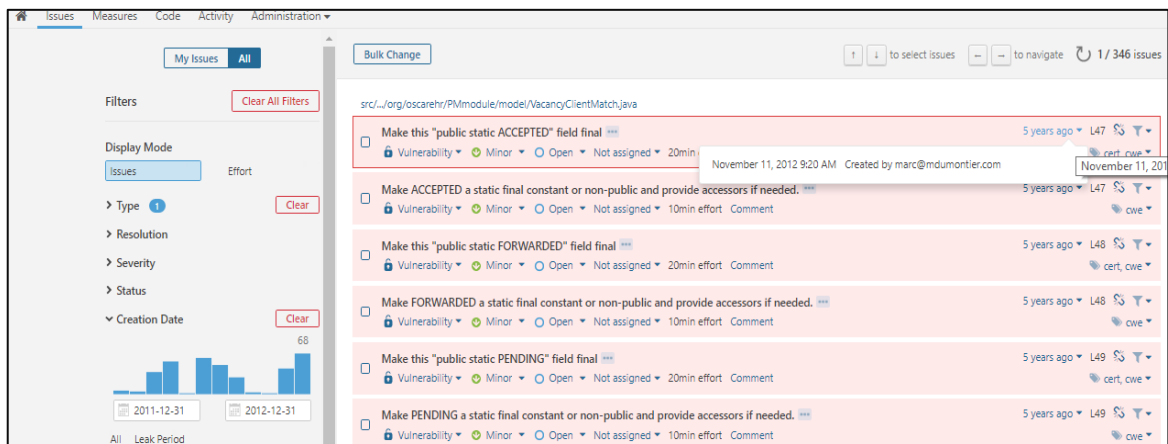 Issues Measures Code Activity Administration
My Issues All
Bulk Change
↑ ↓ to select issues ← → to navigate 1 / 346 issues
Filters
Clear All Filters
Display Mode
Issues Effort
Type 1 Clear
Resolution
Severity
Status
Creation Date Clear
68
2011-12-31 2012-12-31
All Leak Period
src/.../org/oscarehr/PMmodule/model/VacancyClientMatch.java
Make this "public static ACCEPTED" field final ••• 5 years ago L47
Vulnerability Minor Open Not assigned 20min cert, cwe
November 11, 2012 9:20 AM Created by marc@mdumontier.com
November 11, 201
Make ACCEPTED a static final constant or non-public and provide accessors if needed. ••• 5 years ago L47
Vulnerability Minor Open Not assigned 10min effort Comment cwe
Make this "public static FORWARDED" field final ••• 5 years ago L48
Vulnerability Minor Open Not assigned 20min effort Comment cert, cwe
Make FORWARDED a static final constant or non-public and provide accessors if needed. ••• 5 years ago L48
Vulnerability Minor Open Not assigned 10min effort Comment cwe
Make this "public static PENDING" field final ••• 5 years ago L49
Vulnerability Minor Open Not assigned 20min effort Comment cert, cwe
Make PENDING a static final constant or non-public and provide accessors if needed. ••• 5 years ago L49
Vulnerability Minor Open Not assigned 10min effort Comment cwe